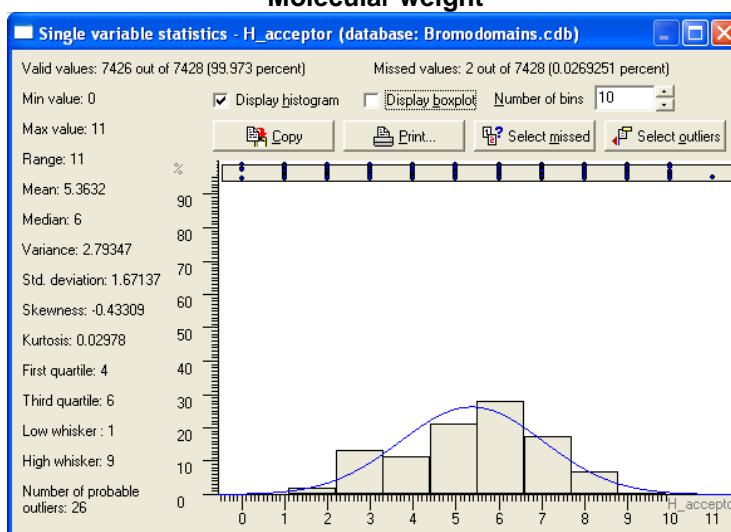 Molecular weight
Single variable statistics - H_acceptor (database: Bromodomains.cdb)
Valid values: 7426 out of 7428 (99.973 percent) Missed values: 2 out of 7428 (0.0269251 percent)
Min value: 0
Display histogram Display boxplot Number of bins 10
Max value: 11
Copy Print... Select missed Select outliers
Range: 11
Mean: 5.3632
Median: 6
Variance: 2.79347
Std. deviation: 1.67137
Skewness: -0.43309
Kurtosis: 0.02978
First quartile: 4
Third quartile: 6
Low whisker : 1
High whisker: 9
Number of probable
outliers: 26
%
90
80
70
60
50
40
30
20
10
0
0 1 2 3 4 5 6 7 8 9 10 11
H_accepto